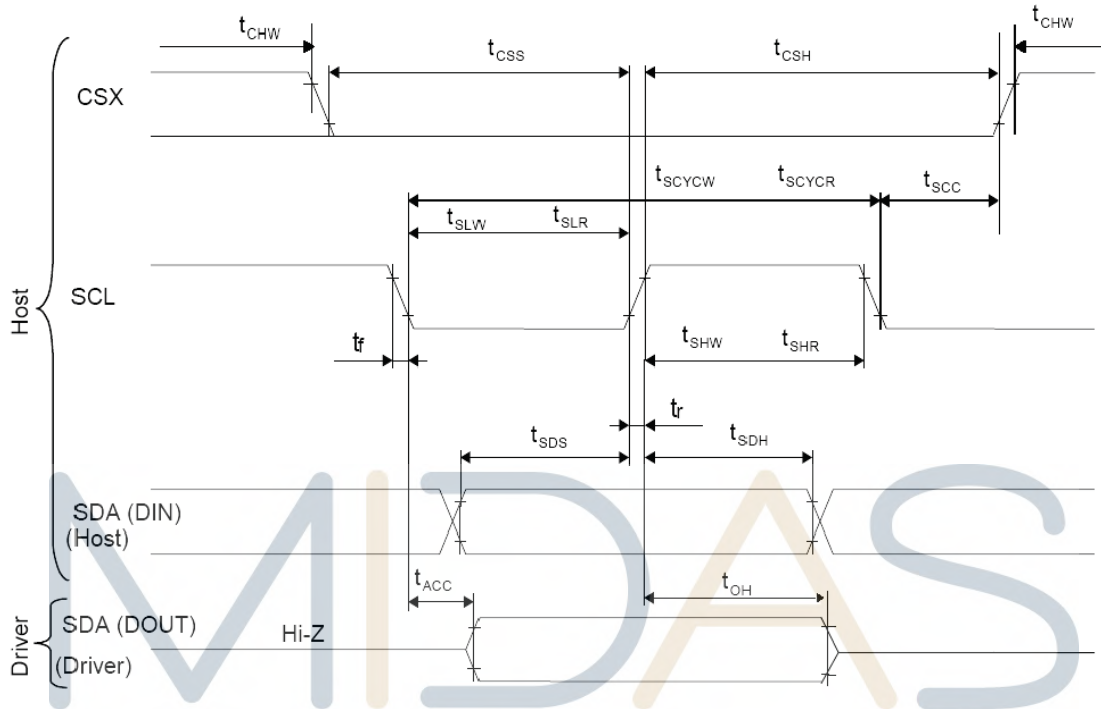 tCHW
tCHW
tCSS
tCSH
CSX
tSCYCW
tSCYCR
tSCC
tSLW
tSLR
SCL
Host
tf
tSHW
tSHR
tr
tSDS
tSDH
SDA (DIN)
(Host)
MIDAS
tACC
tOH
SDA (DOUT)
Hi-Z
(Driver)
Driver